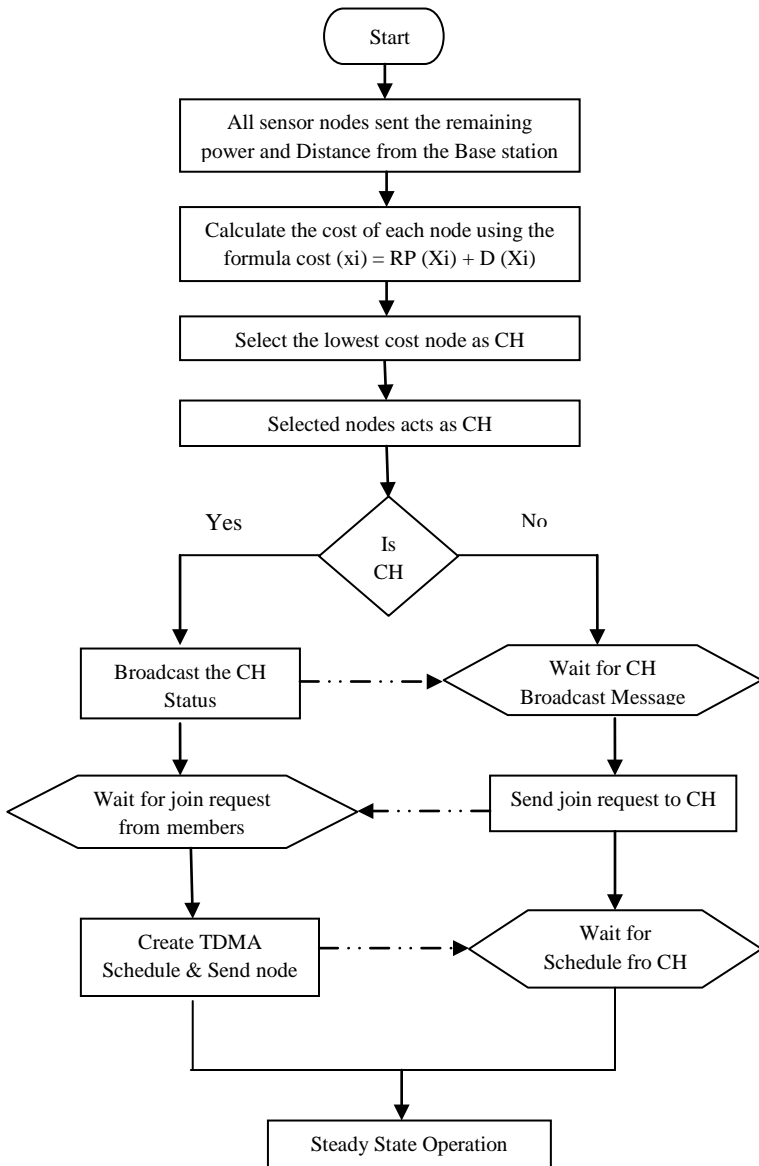 Start
All sensor nodes sent the remaining
power and Distance from the Base station
Calculate the cost of each node using the
formula cost (xi) = RP (Xi) + D (Xi)
Select the lowest cost node as CH
Selected nodes acts as CH
Yes
No
Is
CH
Broadcast the CH
Status
Wait for CH
Broadcast Message
Wait for join request
from members
Send join request to CH
Create TDMA
Schedule & Send node
Wait for
Schedule fro CH
Steady State Operation